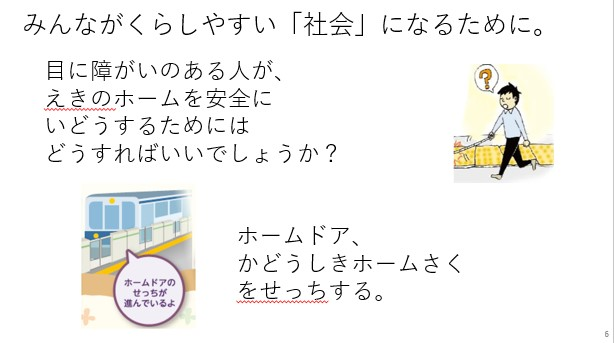 みんながくらしやすい「社会」になるために。
目に障がいのある人が、
えきのホームを安全に
いどうするためには
どうすればいいでしょうか？
?
ホームドア、
かどうしきホームさく
をせっちする。
ホームドアの
せっちが
進んでいるよ
6